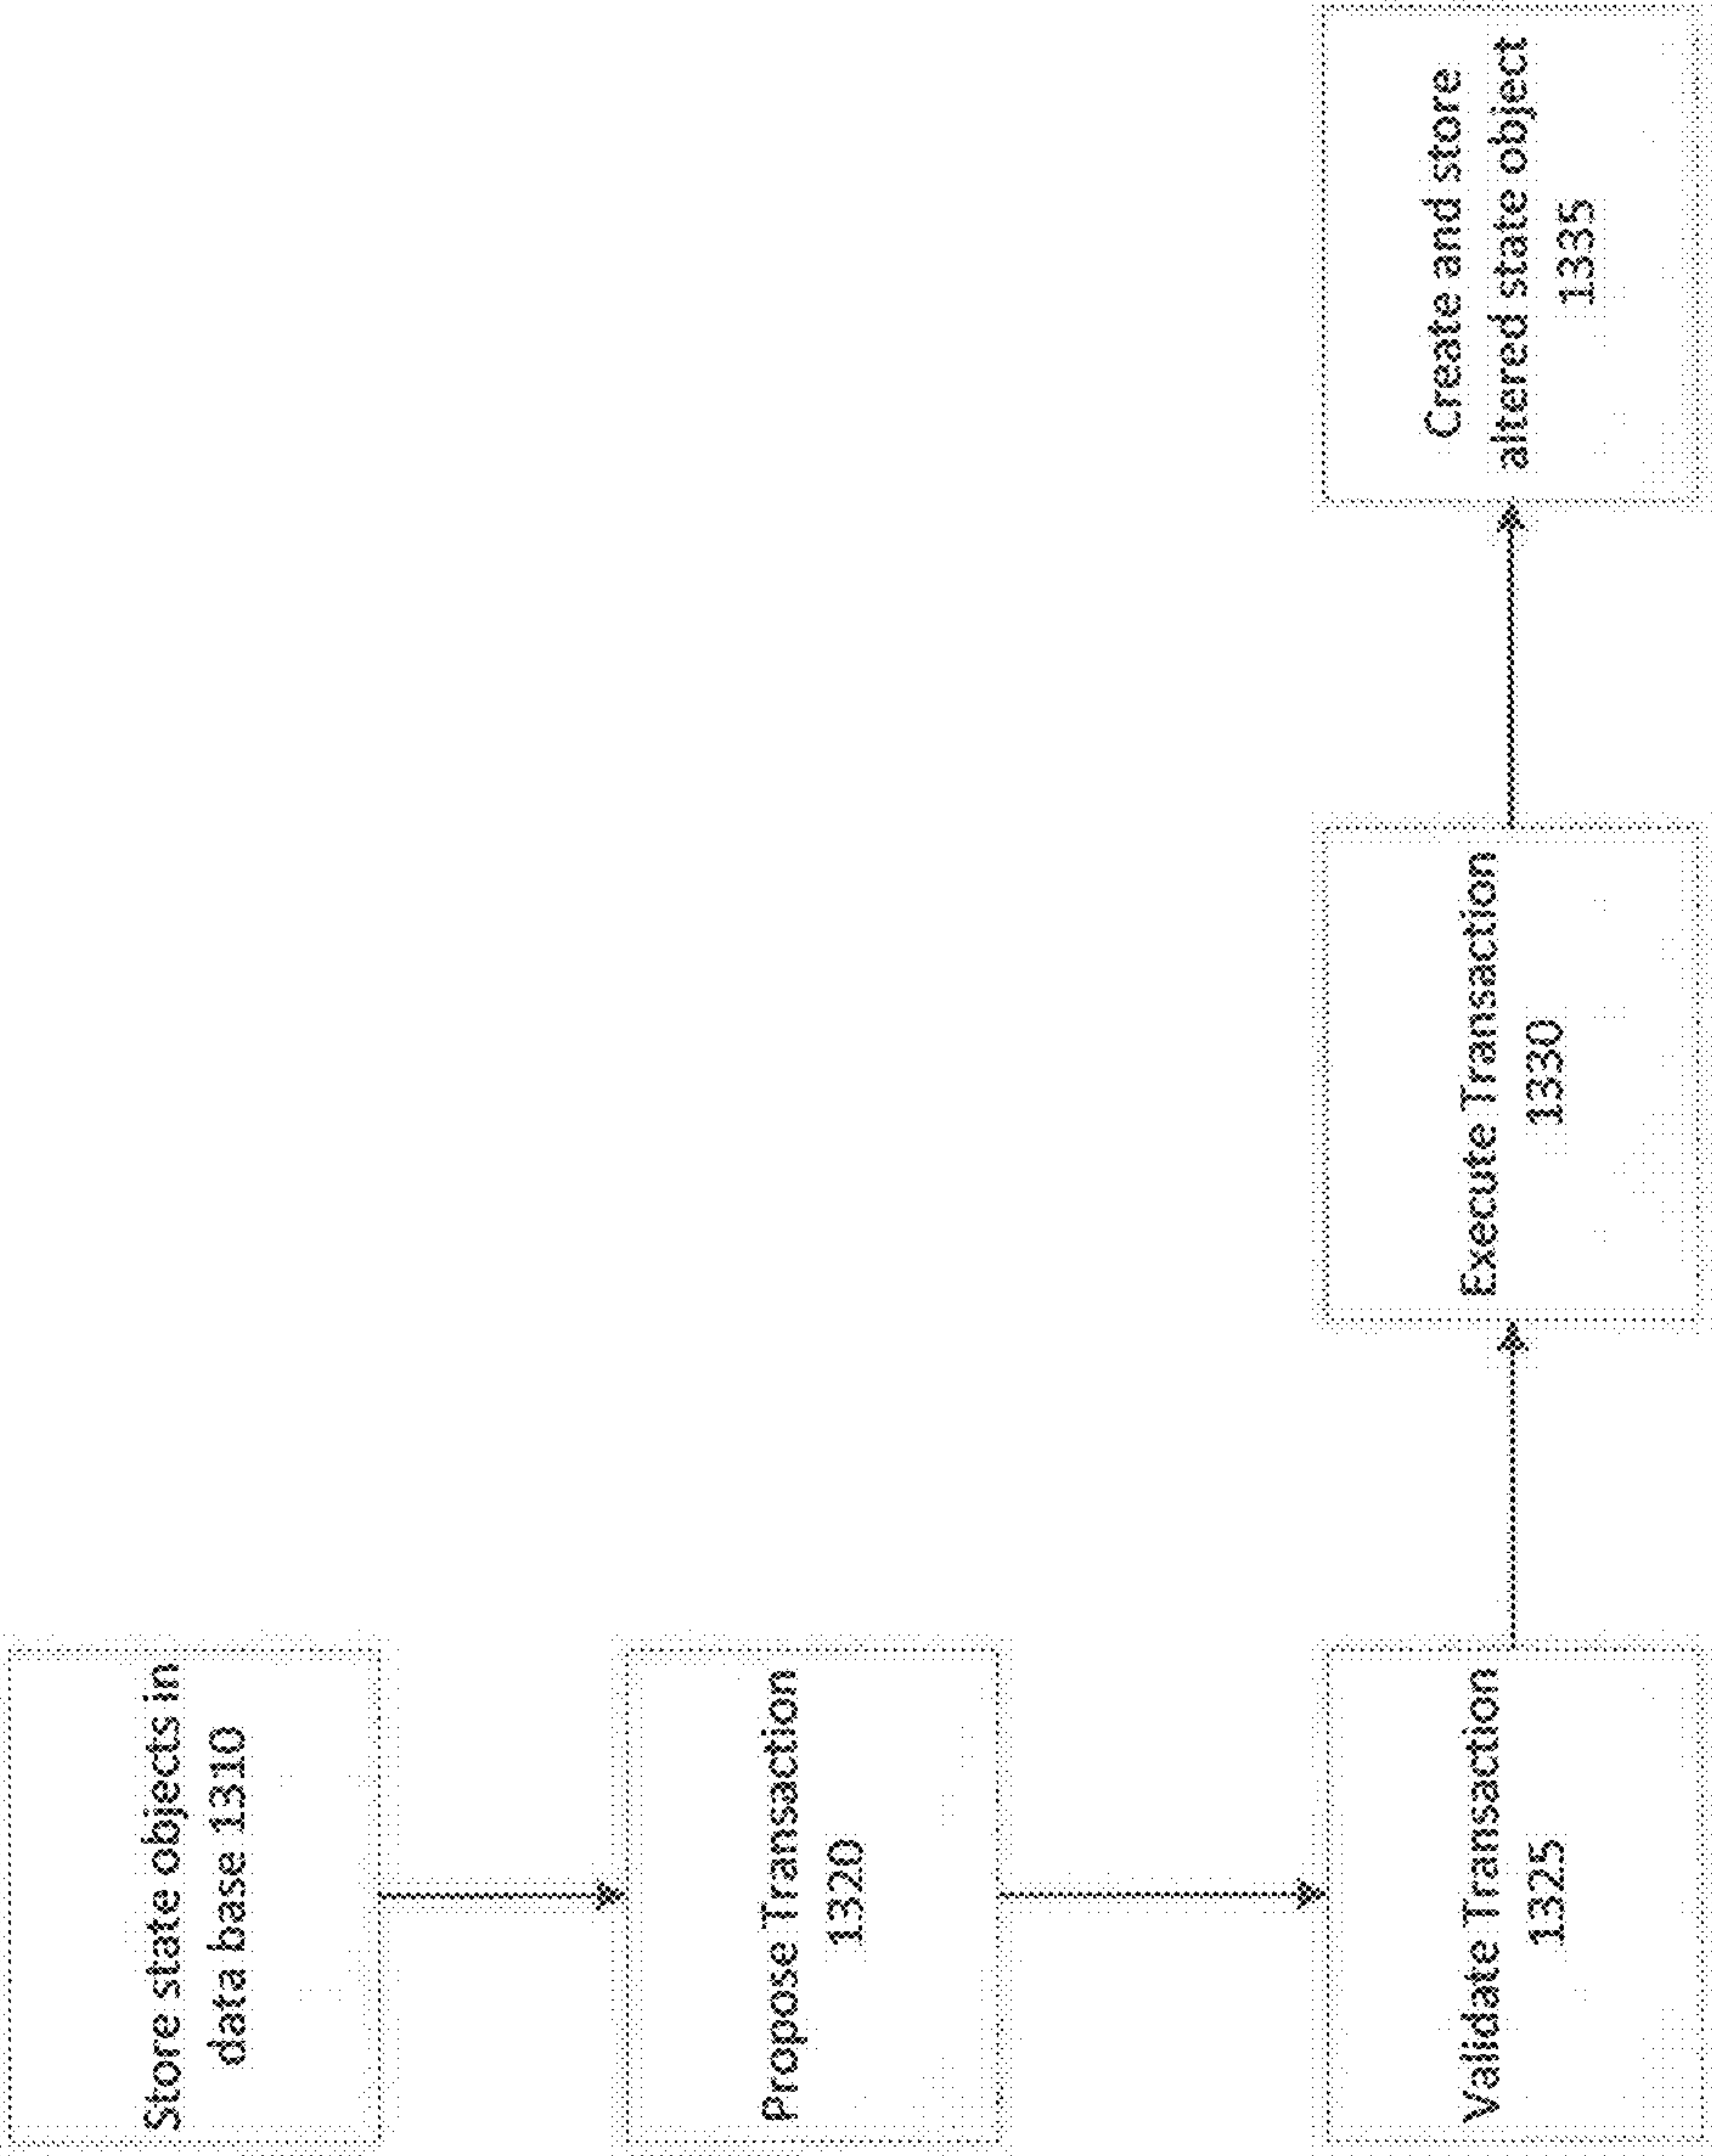 Store state objects in
data base 1310
Propose Transaction
1320
Validate Transaction
1325
Execute Transaction
1330
Create and store
altered state object
1335